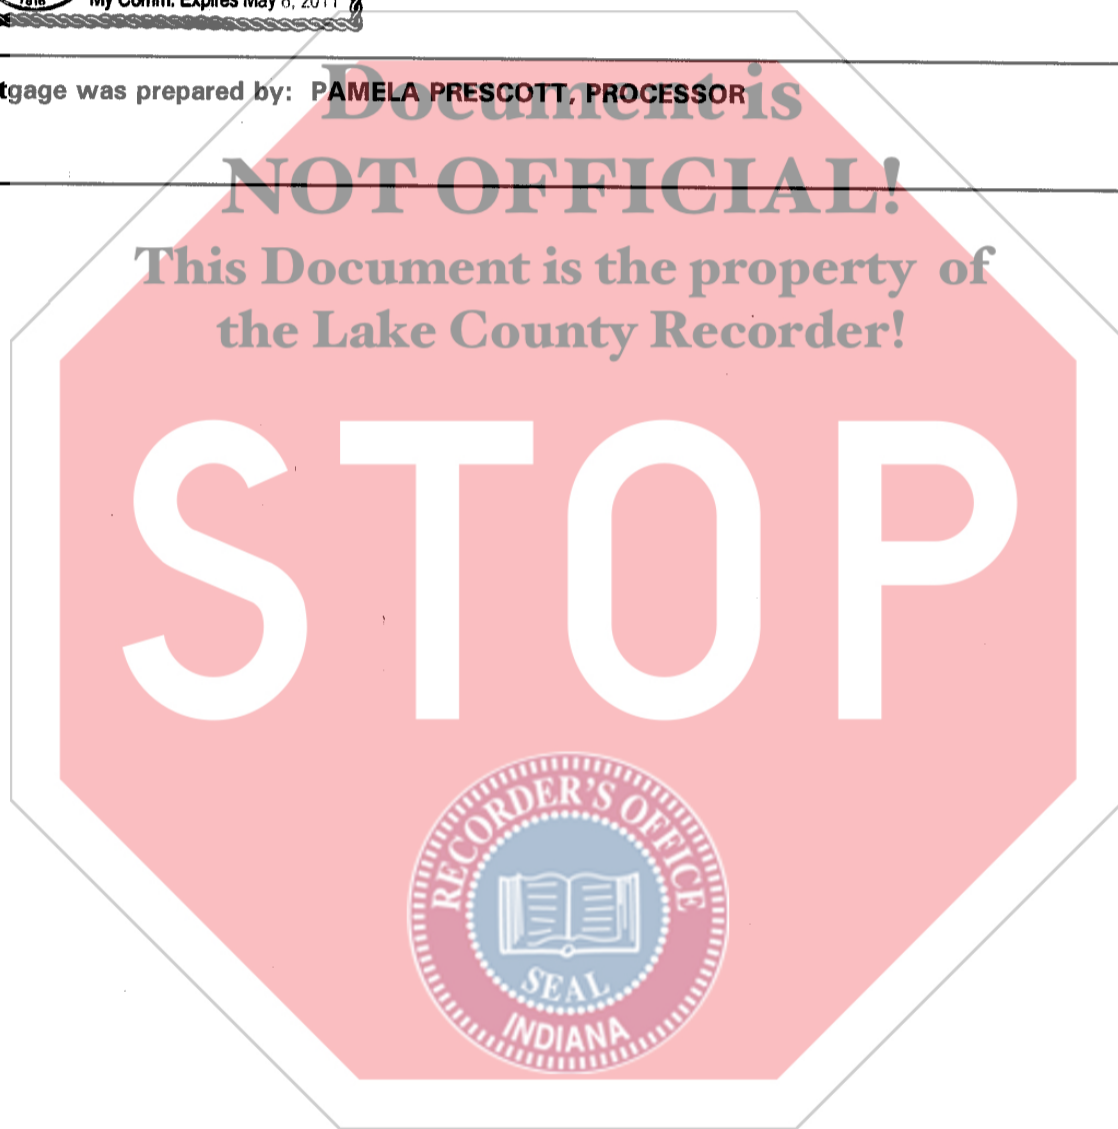 My Comm. Expires May 6, 2011
tgage was prepared by: PAMELA PRESCOTT, PROCESSOR
Document is
NOT OFFICIAL!
This Document is the property of
the Lake County Recorder!
STOP
RECORDER'S OFFICE
SEAL
INDIANA